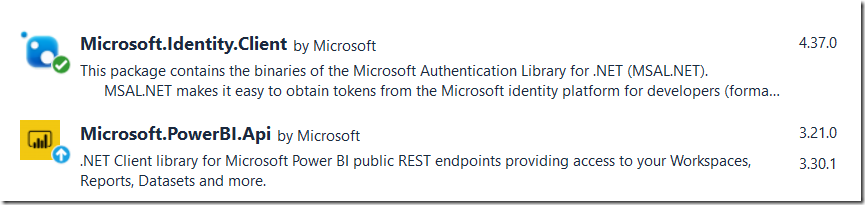 Microsoft.Identity.Client by Microsoft 4.37.0
This package contains the binaries of the Microsoft Authentication Library for .NET (MSAL.NET).
MSAL.NET makes it easy to obtain tokens from the Microsoft identity platform for developers (forma...
Microsoft.PowerBI.Api by Microsoft 3.21.0
.NET Client library for Microsoft Power BI public REST endpoints providing access to your Workspaces, 3.30.1
Reports, Datasets and more.